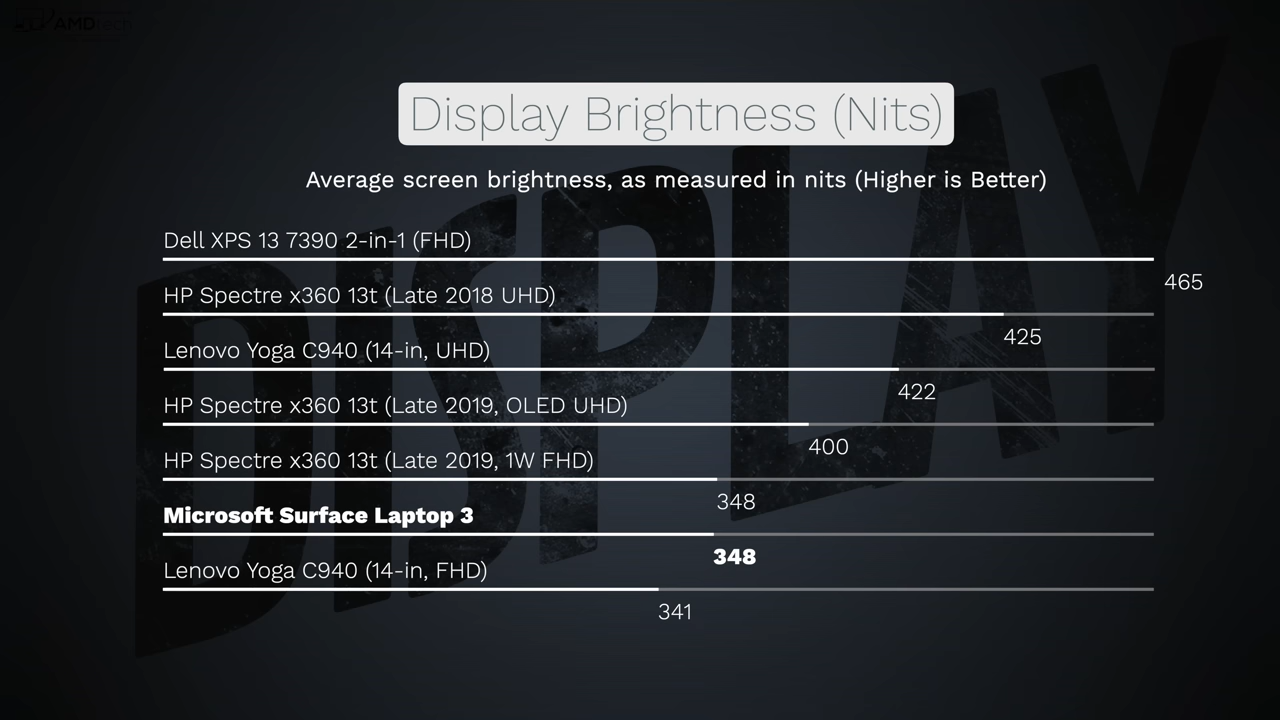 AMDtech
Display Brightness (Nits)
Average screen brightness, as measured in nits (Higher is Better)
Dell XPS 13 7390 2-in-1 (FHD)
465
HP Spectre x360 13t (Late 2018 UHD)
425
Lenovo Yoga C940 (14-in, UHD)
422
HP Spectre x360 13t (Late 2019, OLED UHD)
400
HP Spectre x360 13t (Late 2019, 1W FHD)
348
Microsoft Surface Laptop 3
348
Lenovo Yoga C940 (14-in, FHD)
341
DISPLAY